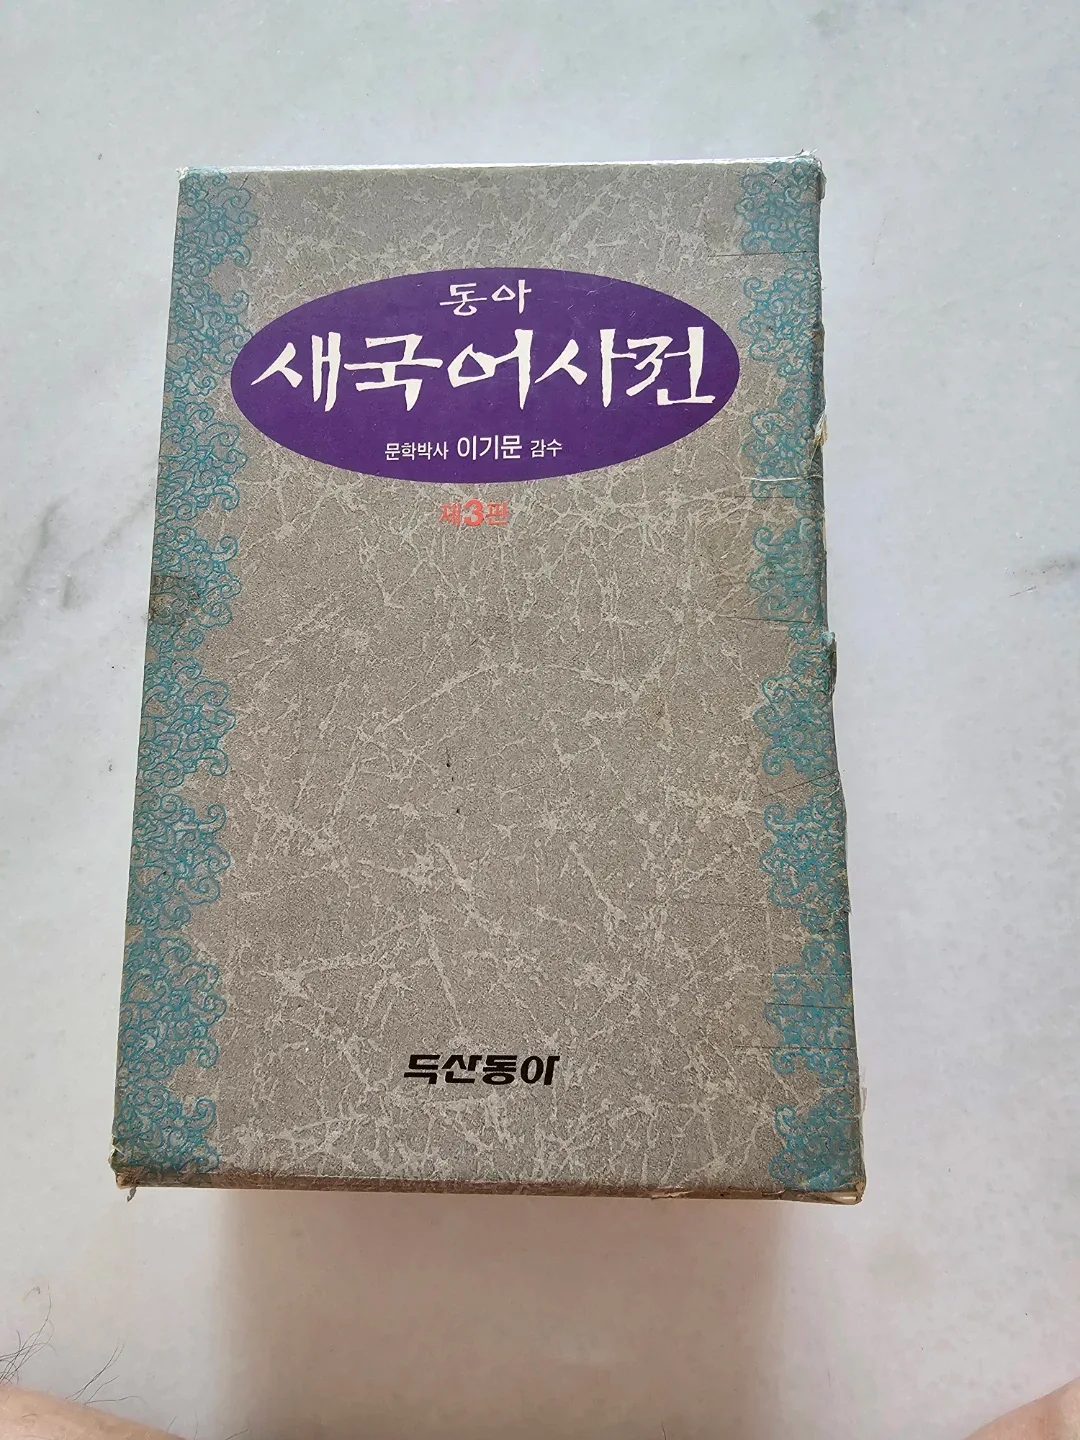 동아
새국어사전
문학박사 이기문 감수
제3판
두산동아